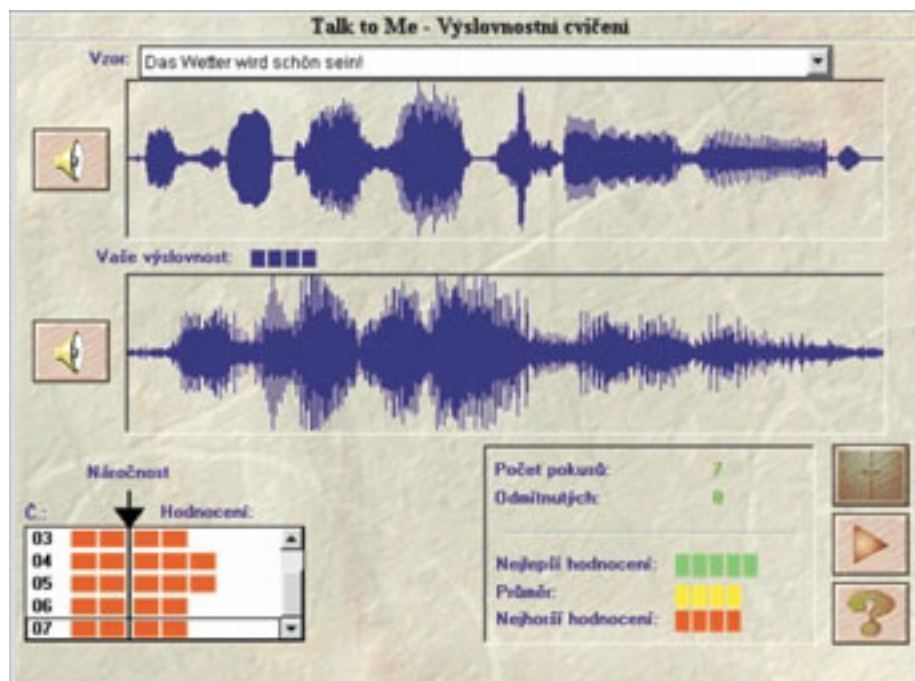 Talk to Me - Výslovnostní cvičení
Vzor: Das Wetter wird schön sein!
Vaše výslovnost:
Náročnost
Č.: Hodnocení:
03
04
05
06
07
Počet pokusů: 7
Odmítnutých: 0
Nejlepší hodnocení:
Průměr:
Nejhorší hodnocení: